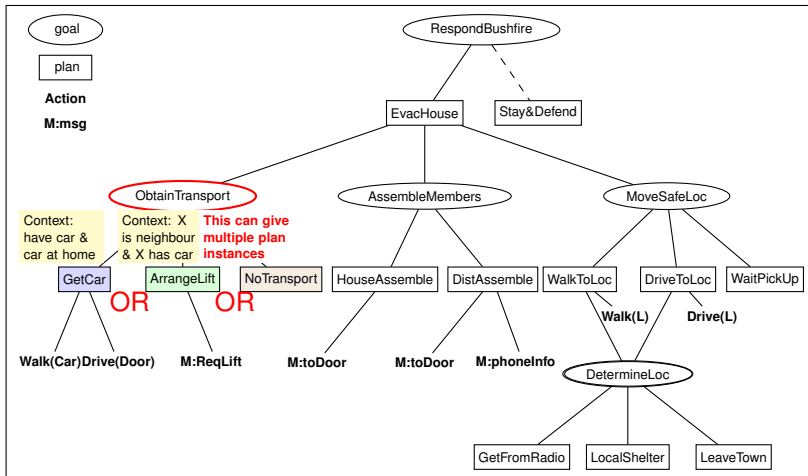 goal
RespondBushfire
plan
Action
M:msg
EvacHouse
Stay&Defend
ObtainTransport
AssembleMembers
MoveSafeLoc
Context:
have car &
car at home
Context: X
is neighbour
& X has car
This can give
multiple plan
instances
GetCar
OR
ArrangeLift
OR
NoTransport
HouseAssemble
DistAssemble
WalkToLoc
DriveToLoc
WaitPickUp
Walk(L)
Drive(L)
Walk(Car)
Drive(Door)
M:ReqLift
M:toDoor
M:toDoor
M:phoneInfo
DetermineLoc
GetFromRadio
LocalShelter
LeaveTown